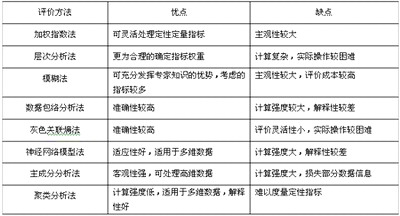 评价方法 优点 缺点
加权指数法 可灵活处理定性定量指标 主观性较大
层次分析法 更为合理的确定指标权重 计算复杂，实际操作较困难
模糊法 可充分发挥专家知识的优势，考虑的 主观性较大，评价成本较高
指标较多
数据包络分析法 准确性较高 计算强度较大，解释性较差
灰色关联熵法 准确性较高 评价灵活性小，实际操作较困难
神经网络模型法 适应性好，适用于多维数据 计算强度大，解释性较差
主成分分析法 客观性强，可处理高维数据 计算强度大，损失部分数据信息
聚类分析法 计算强度低，适用于多维数据，解释 难以度量定性指标
性好